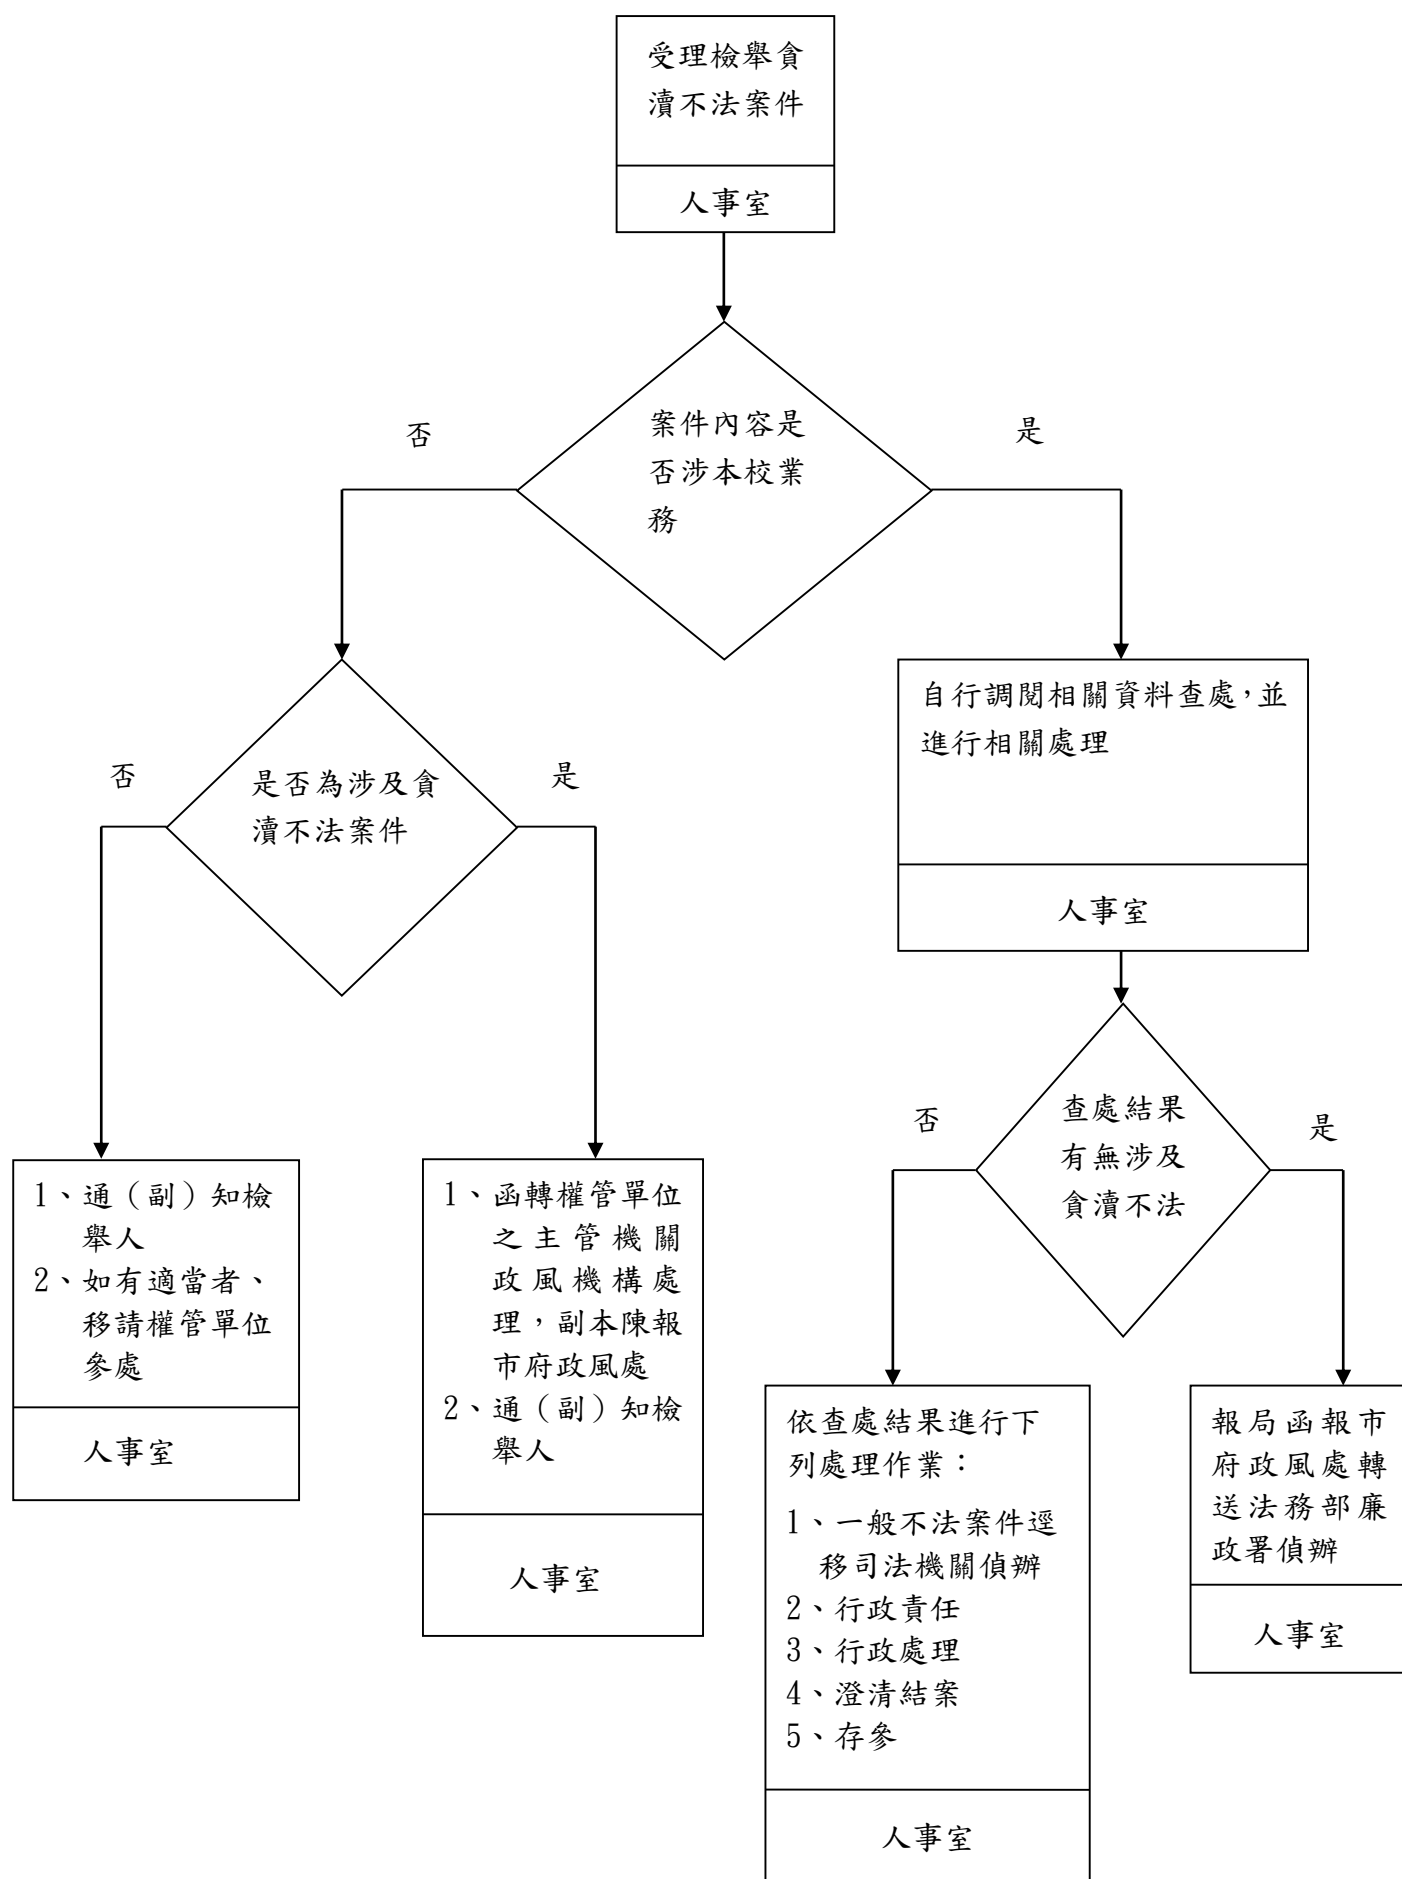 受理檢舉貪
瀆不法案件
人事室
案件內容是
否涉本校業
務
否
是
自行調閱相關資料查處，並
進行相關處理
人事室
是否為涉及貪
瀆不法案件
否
是
查處結果
有無涉及
貪瀆不法
否
是
1、通（副）知檢
舉人
2、如有適當者、
移請權管單位
參處
人事室
1、函轉權管單位
之主管機關
政風機構處
理，副本陳報
市府政風處
2、通（副）知檢
舉人
人事室
依查處結果進行下
列處理作業：
1、一般不法案件逕
移司法機關偵辦
2、行政責任
3、行政處理
4、澄清結案
5、存參
人事室
報局函報市
府政風處轉
送法務部廉
政署偵辦
人事室